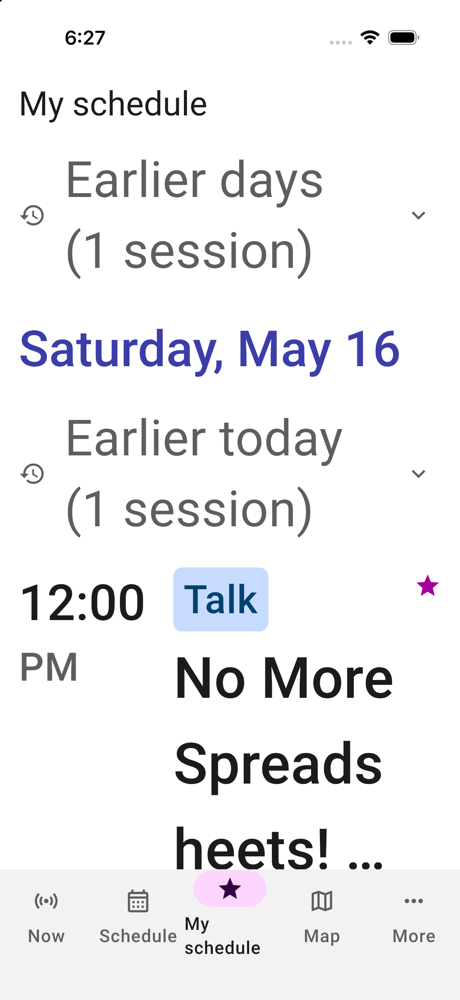 6:27
My schedule
Earlier days
(1 session)
Saturday, May 16
Earlier today
(1 session)
12:00
PM
Talk
No More
Spreads
heets! …
Now
Schedule
My
schedule
Map
More